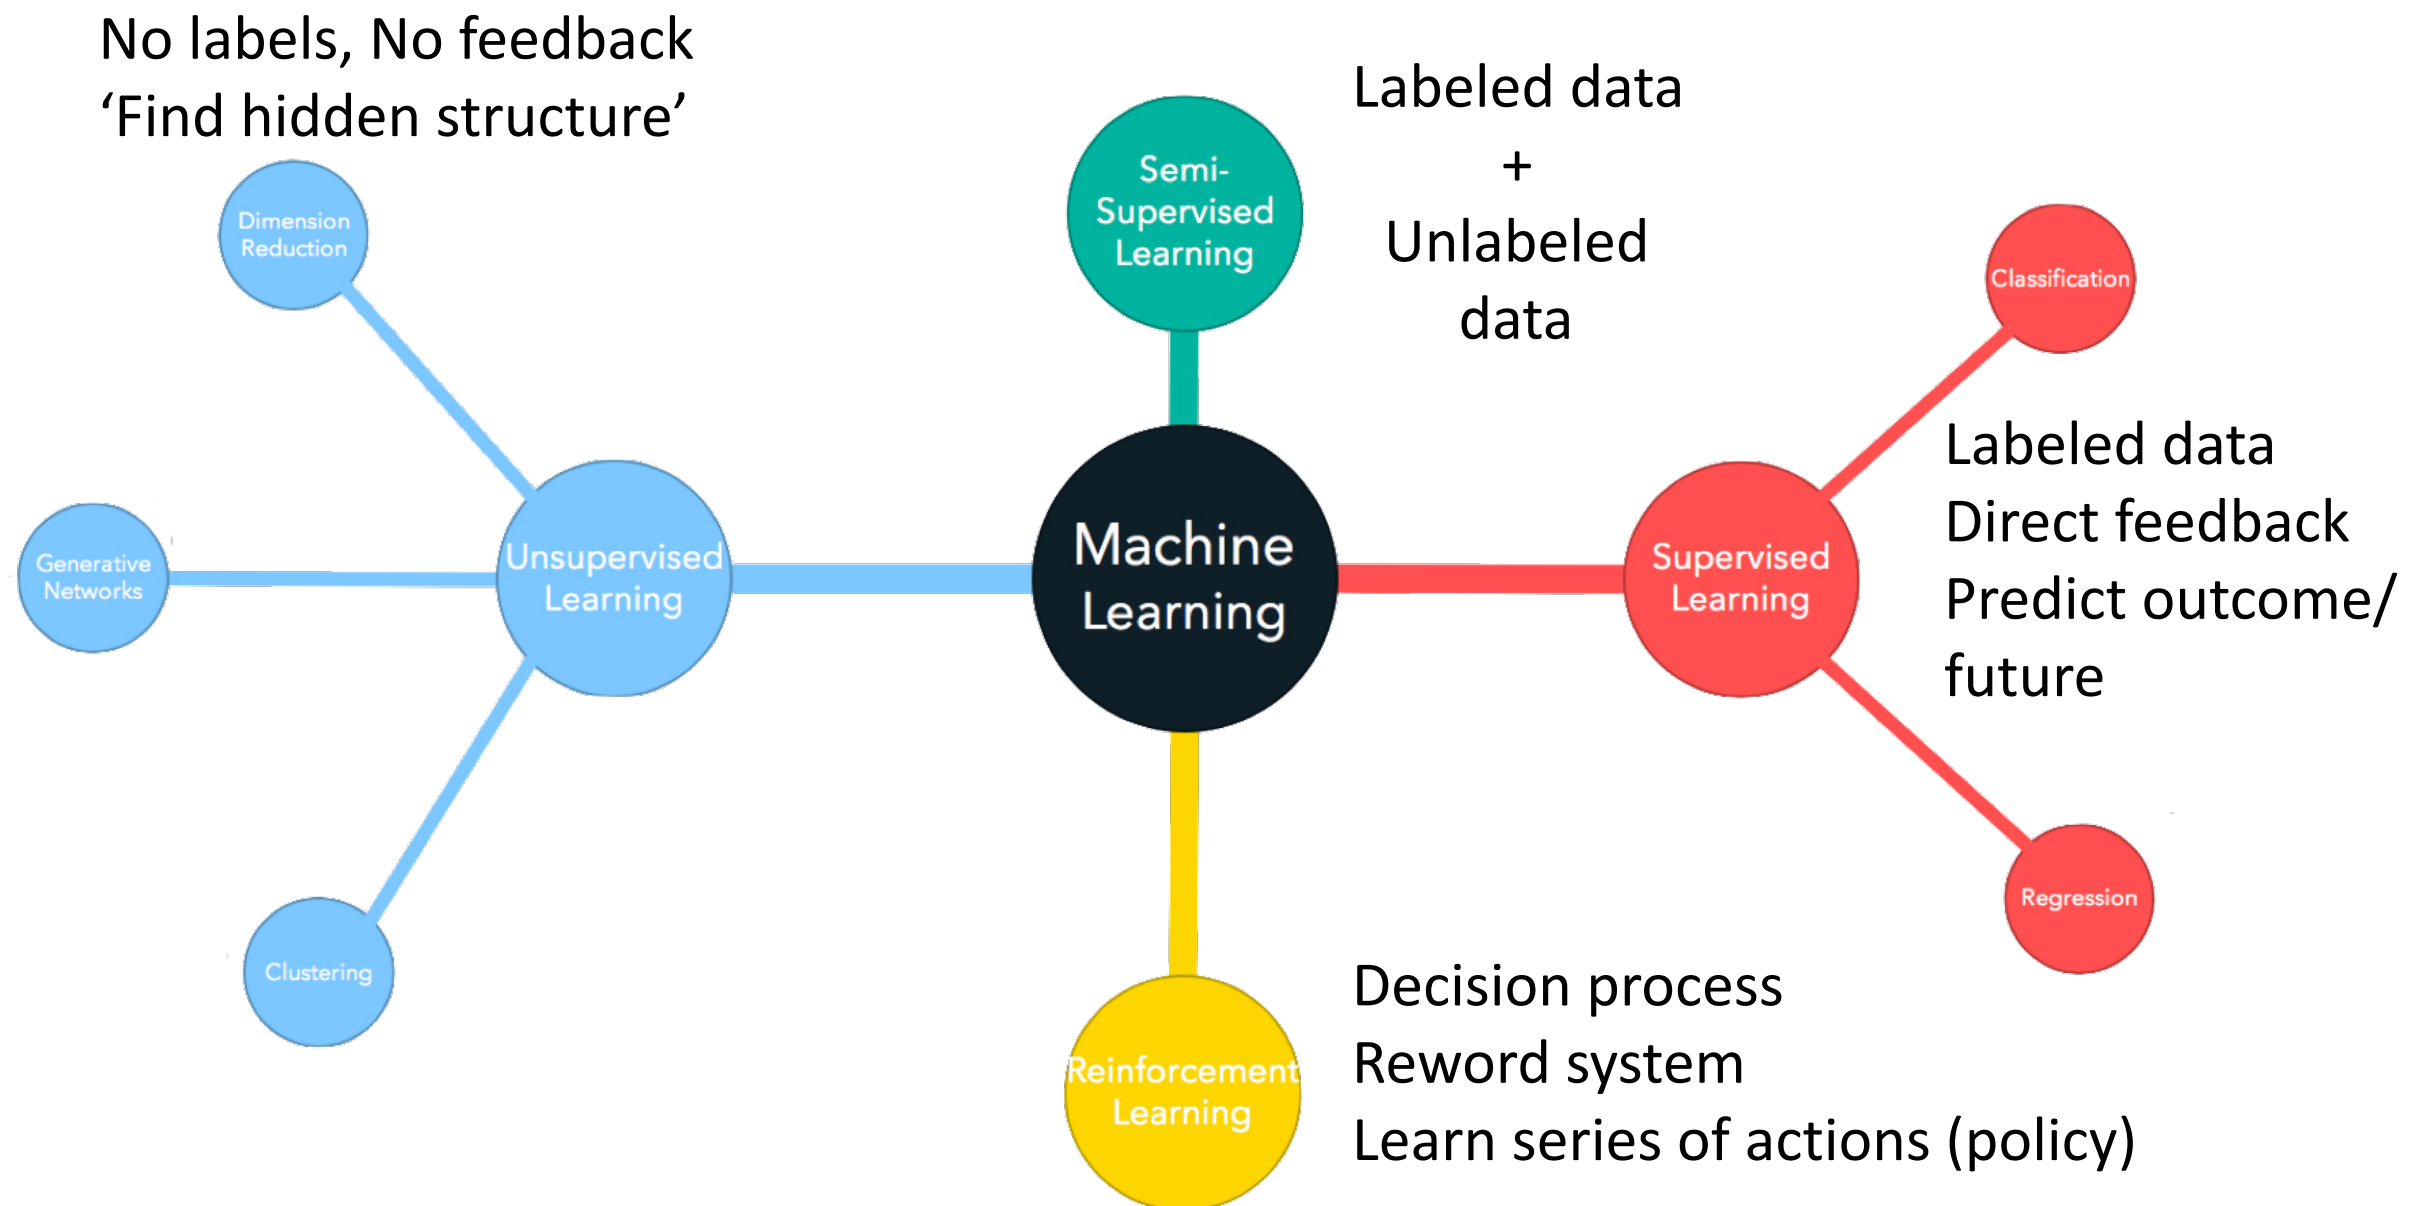 No labels, No feedback
‘Find hidden structure’
Dimension
Reduction
Generative
Networks
Clustering
Unsupervised
Learning
Semi-
Supervised
Learning
Labeled data
+
Unlabeled
data
Machine
Learning
Supervised
Learning
Classification
Labeled data
Direct feedback
Predict outcome/
future
Regression
Reinforcement
Learning
Decision process
Reword system
Learn series of actions (policy)